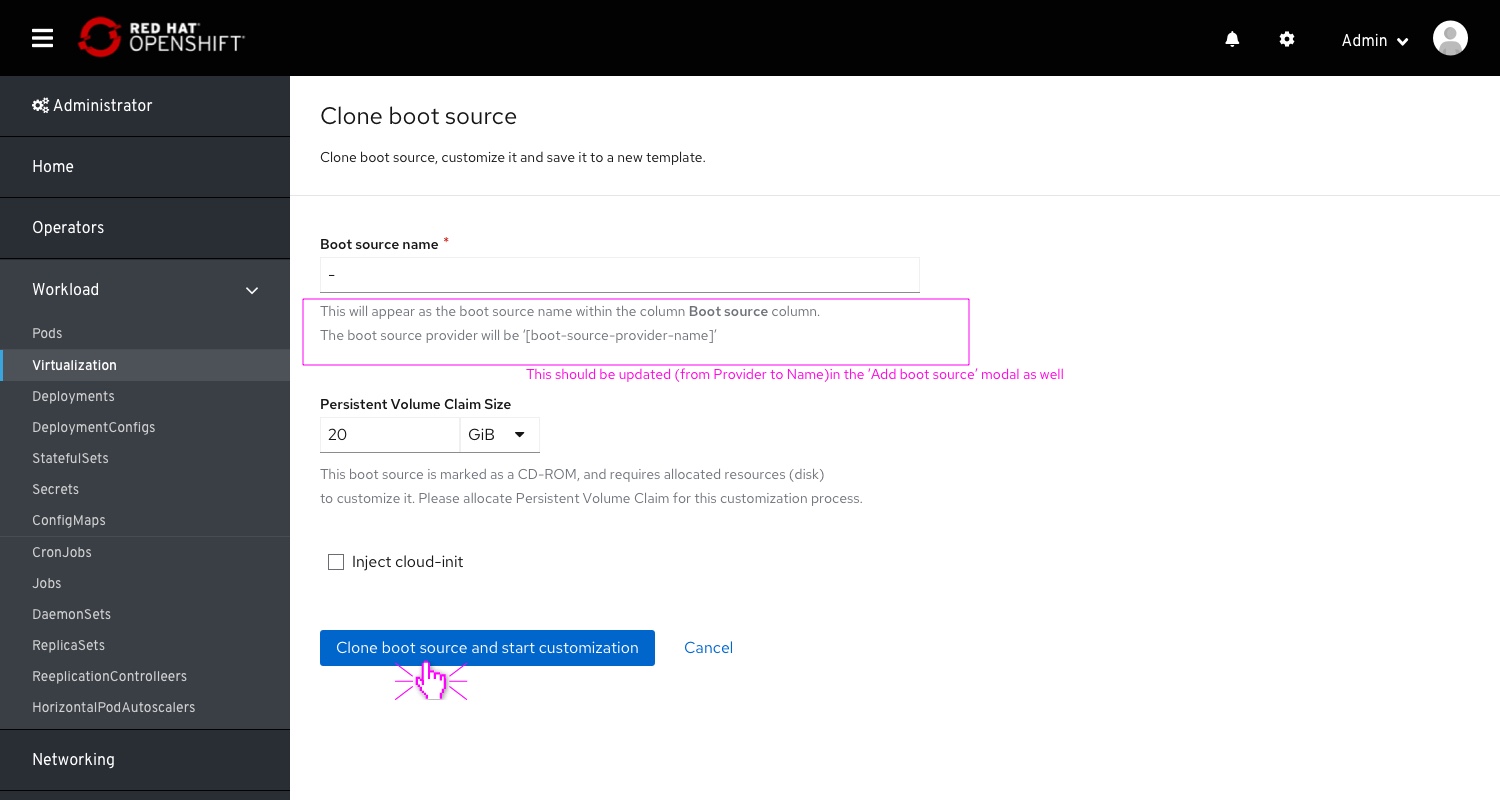 RED HAT
OPENSHIFT
Admin
Administrator
Home
Operators
Workload
Pods
Virtualization
Deployments
DeploymentConfigs
StatefulSets
Secrets
ConfigMaps
CronJobs
Jobs
DaemonSets
ReplicaSets
ReeplicationControlleers
HorizontalPodAutoscalers
Networking
Clone boot source
Clone boot source, customize it and save it to a new template.
Boot source name *
-
This will appear as the boot source name within the column Boot source column.
The boot source provider will be ‘[boot-source-provider-name]’
This should be updated (from Provider to Name)in the ‘Add boot source’ modal as well
Persistent Volume Claim Size
20 GiB
This boot source is marked as a CD-ROM, and requires allocated resources (disk)
to customize it. Please allocate Persistent Volume Claim for this customization process.
Inject cloud-init
Clone boot source and start customization Cancel